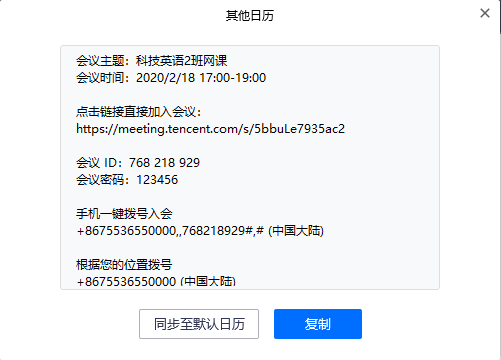 其他日历
会议主题：科技英语2班网课
会议时间：2020/2/18 17:00-19:00
点击链接直接加入会议：
https://meeting.tencent.com/s/5bbuLe7935ac2
会议 ID：768 218 929
会议密码：123456
手机一键拨号入会
+8675536550000,,768218929#,# (中国大陆)
根据您的位置拨号
+8675536550000 (中国大陆)
同步至默认日历
复制